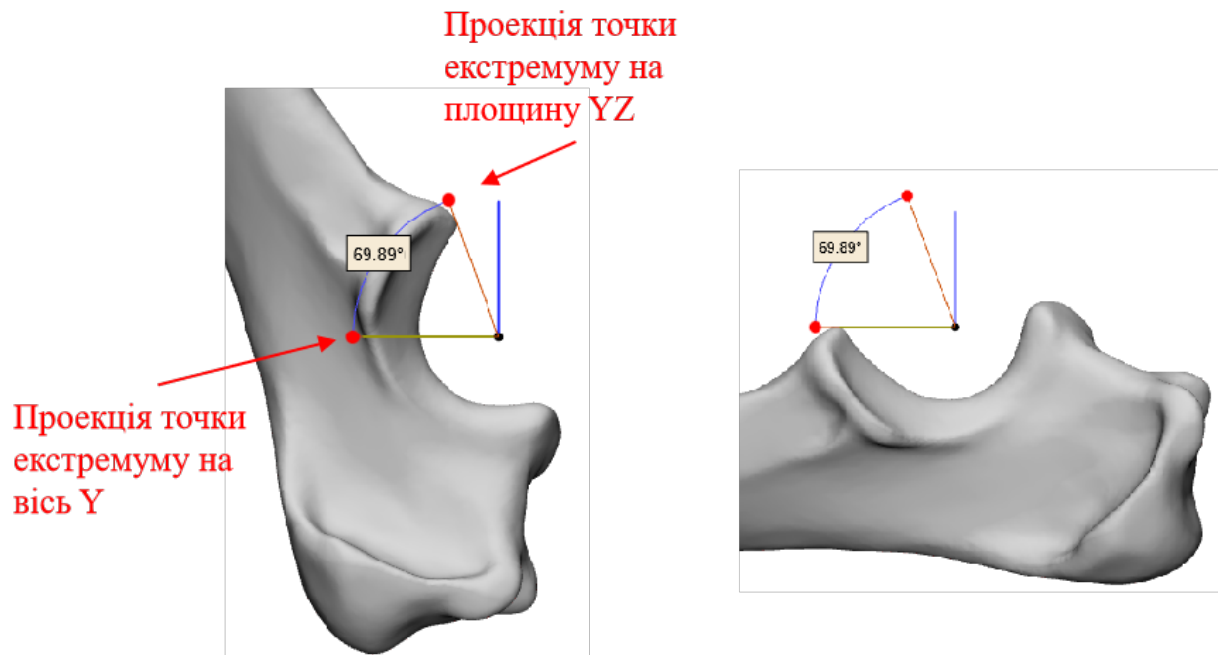 Проекція точки
екстремуму на
площину YZ
69.89°
69.89°
Проекція точки
екстремуму на
вісь Y